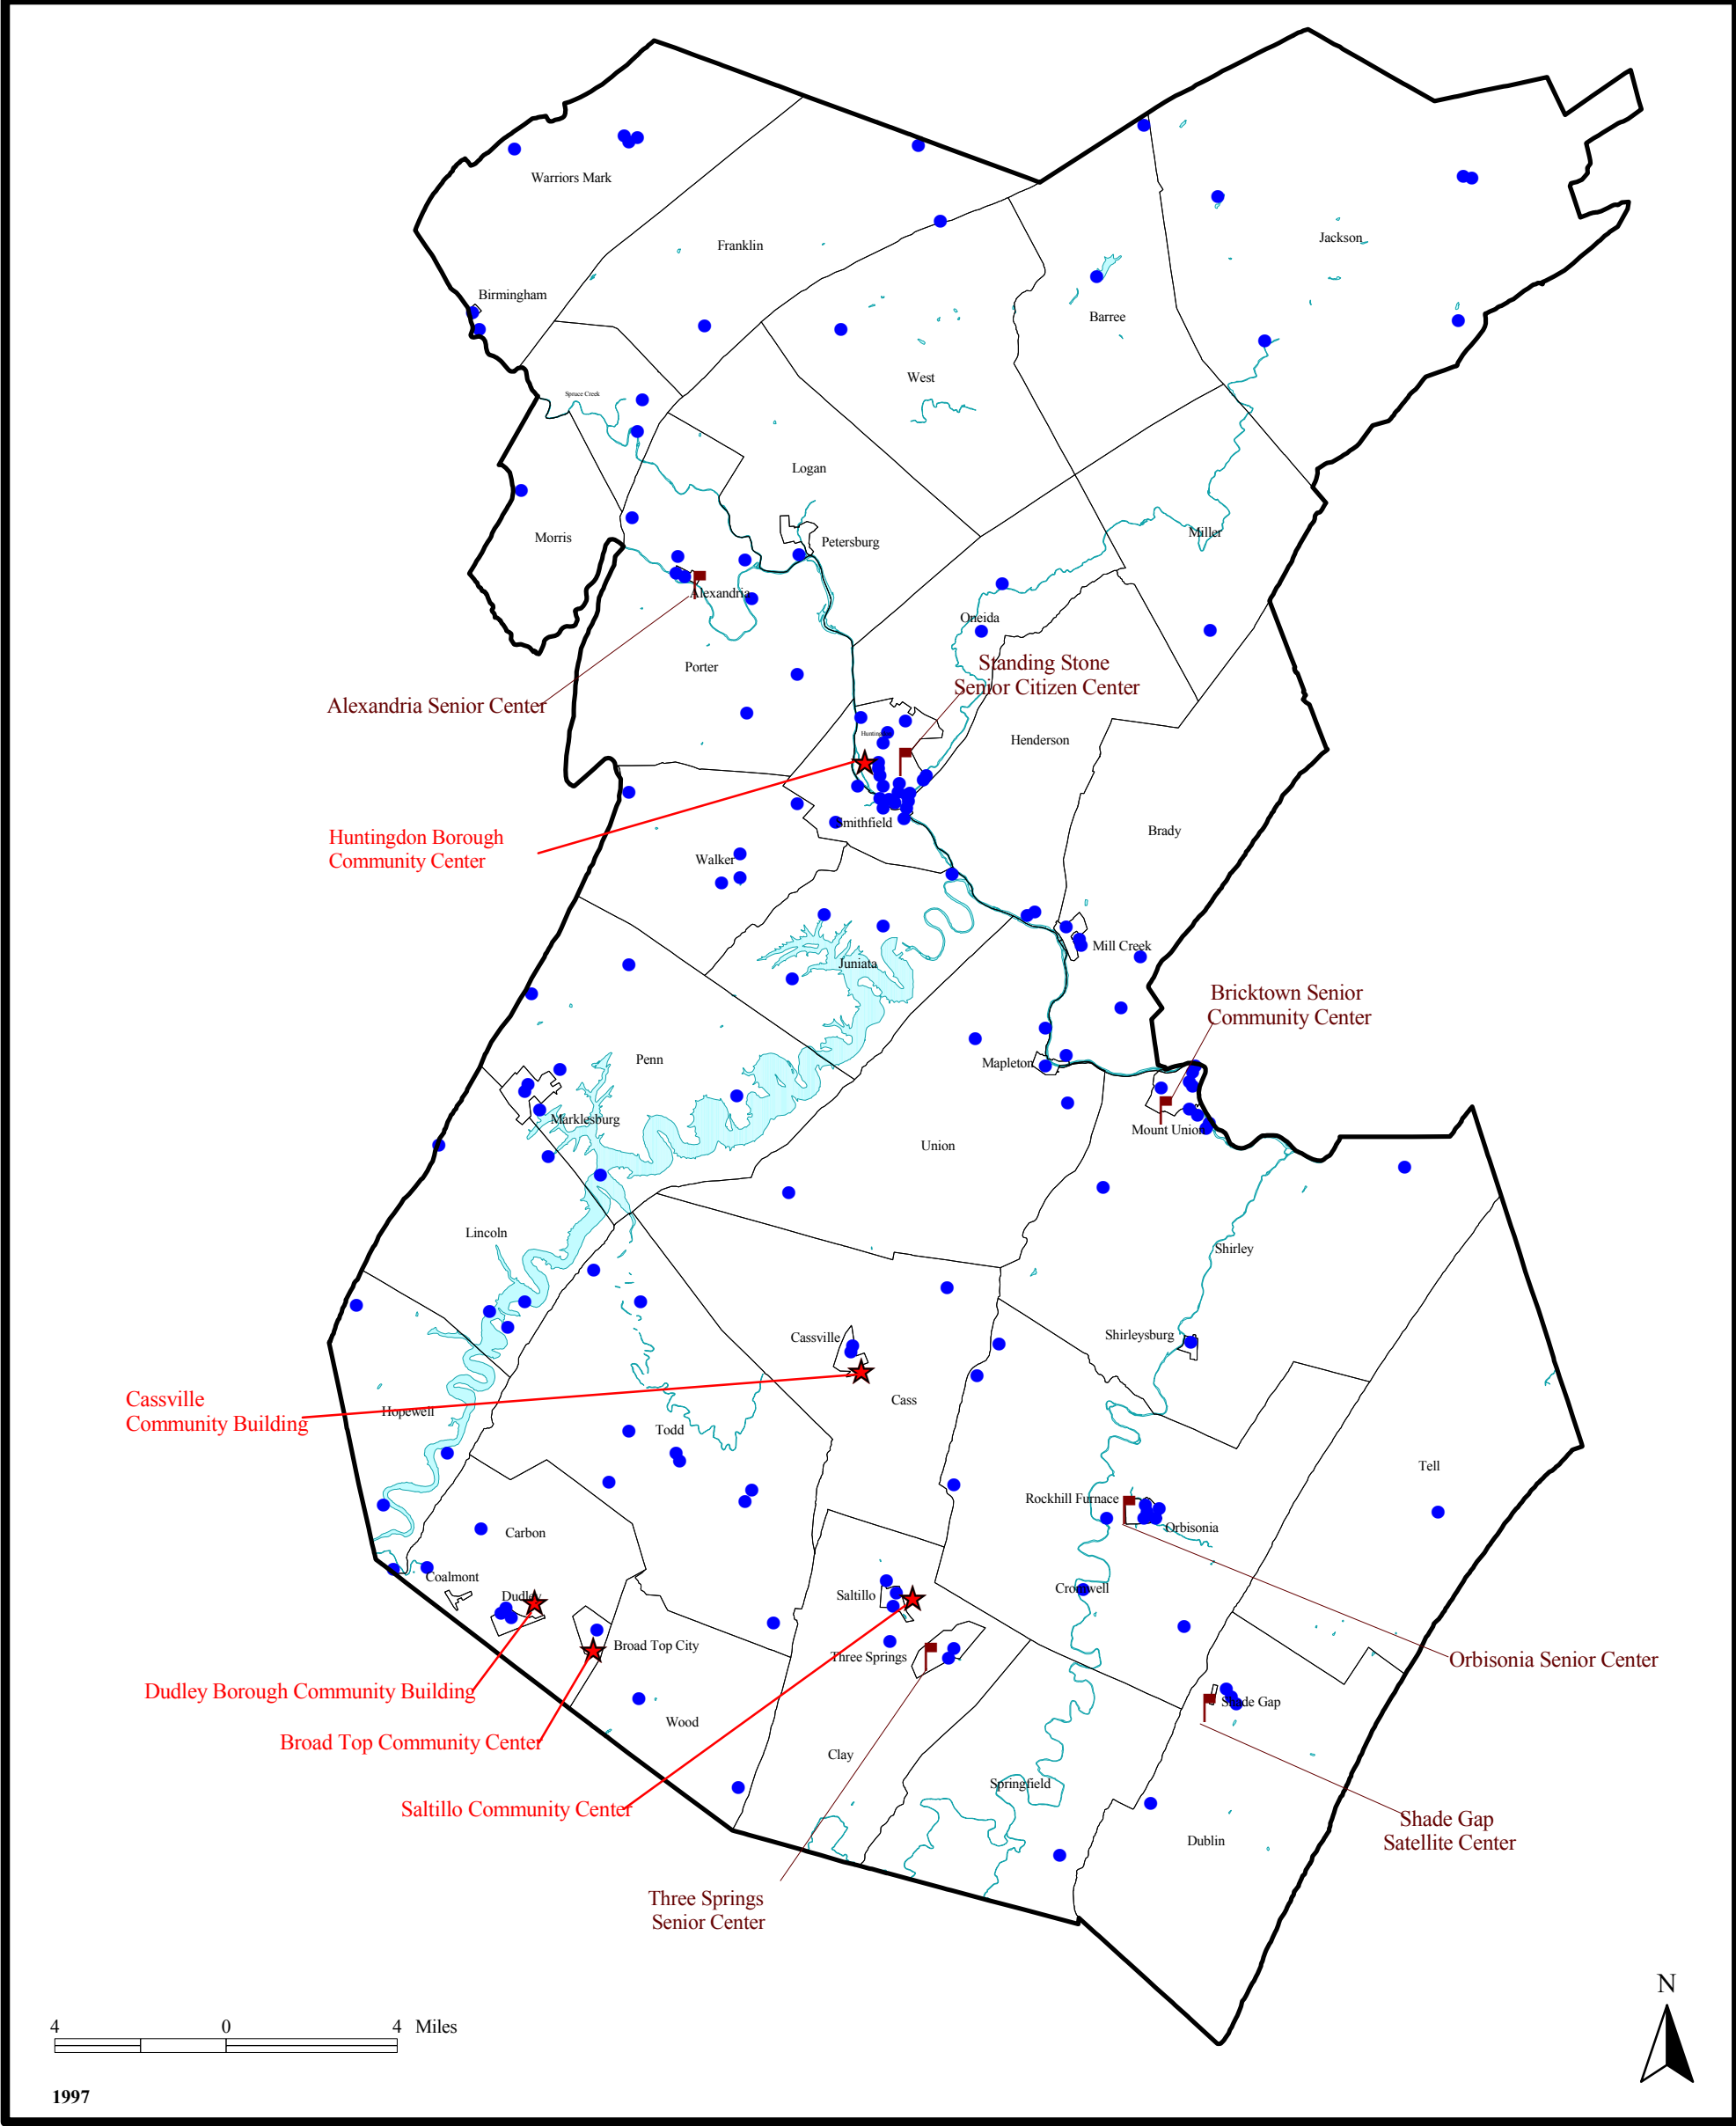 Warriors Mark
Franklin
Jackson
Birmingham
Barree
West
Spruce Creek
Logan
Morris
Petersburg
Miller
Alexandria
Oneida
Porter
Standing Stone
Senior Citizen Center
Alexandria Senior Center
Huntingdon
Henderson
Huntingdon Borough
Community Center
Smithfield
Brady
Walker
Mill Creek
Juniata
Bricktown Senior
Community Center
Penn
Mapleton
Marklesburg
Mount Union
Union
Lincoln
Shirley
Cassville
Shirleysburg
Cassville
Community Building
Hopewell
Cass
Todd
Tell
Rockhill Furnace
Orbisonia
Carbon
Coalmont
Dudley
Saltillo
Cromwell
Broad Top City
Three Springs
Orbisonia Senior Center
Dudley Borough Community Building
Shade Gap
Wood
Broad Top Community Center
Clay
Springfield
Saltillo Community Center
Shade Gap
Satellite Center
Dublin
Three Springs
Senior Center
N
4 0 4 Miles
1997